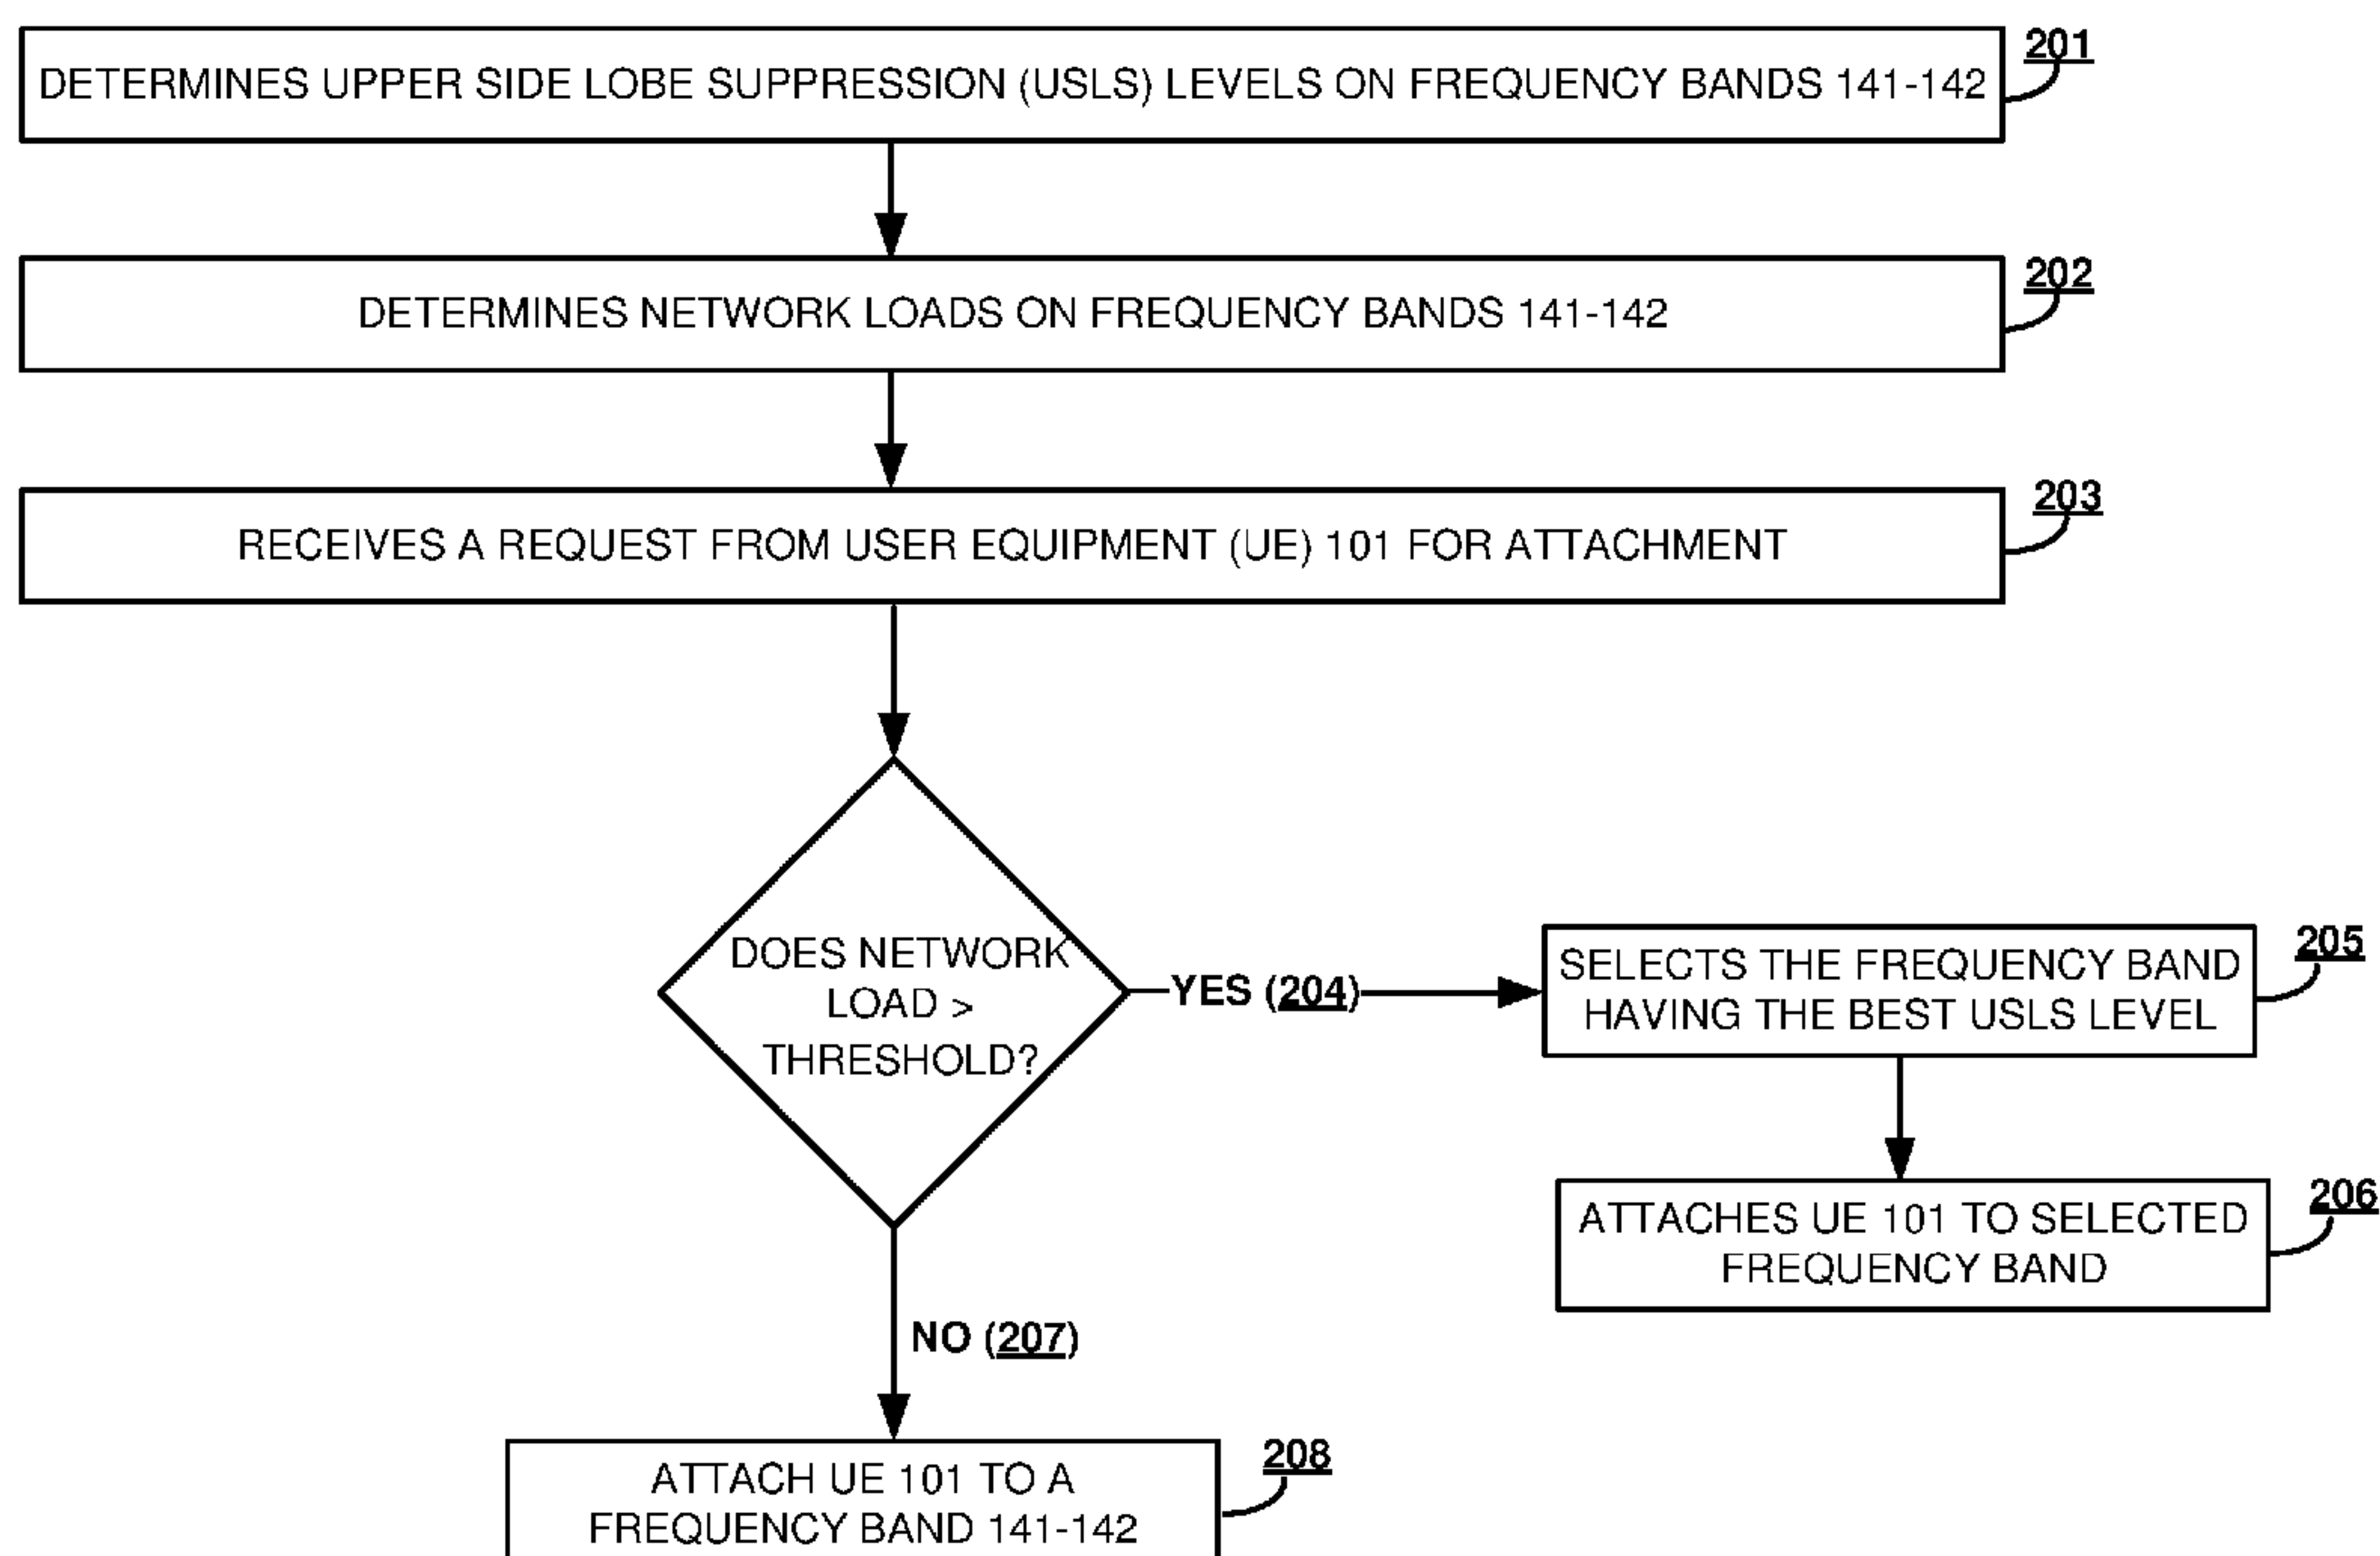 201
DETERMINES UPPER SIDE LOBE SUPPRESSION (USLS) LEVELS ON FREQUENCY BANDS 141-142
202
DETERMINES NETWORK LOADS ON FREQUENCY BANDS 141-142
203
RECEIVES A REQUEST FROM USER EQUIPMENT (UE) 101 FOR ATTACHMENT
DOES NETWORK
LOAD >
THRESHOLD?
YES (204)
205
SELECTS THE FREQUENCY BAND
HAVING THE BEST USLS LEVEL
206
ATTACHES UE 101 TO SELECTED
FREQUENCY BAND
NO (207)
208
ATTACH UE 101 TO A
FREQUENCY BAND 141-142